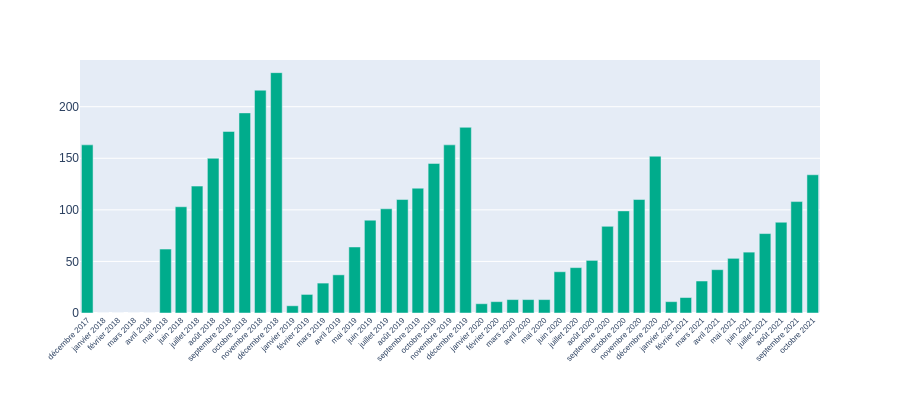 200
150
100
50
0
décembre 2017
janvier 2018
février 2018
mars 2018
avril 2018
mai 2018
juin 2018
juillet 2018
août 2018
septembre 2018
octobre 2018
novembre 2018
décembre 2018
janvier 2019
février 2019
mars 2019
avril 2019
mai 2019
juin 2019
juillet 2019
août 2019
septembre 2019
octobre 2019
novembre 2019
décembre 2019
janvier 2020
février 2020
mars 2020
avril 2020
mai 2020
juin 2020
juillet 2020
août 2020
septembre 2020
octobre 2020
novembre 2020
décembre 2020
janvier 2021
février 2021
mars 2021
avril 2021
mai 2021
juin 2021
juillet 2021
août 2021
septembre 2021
octobre 2021